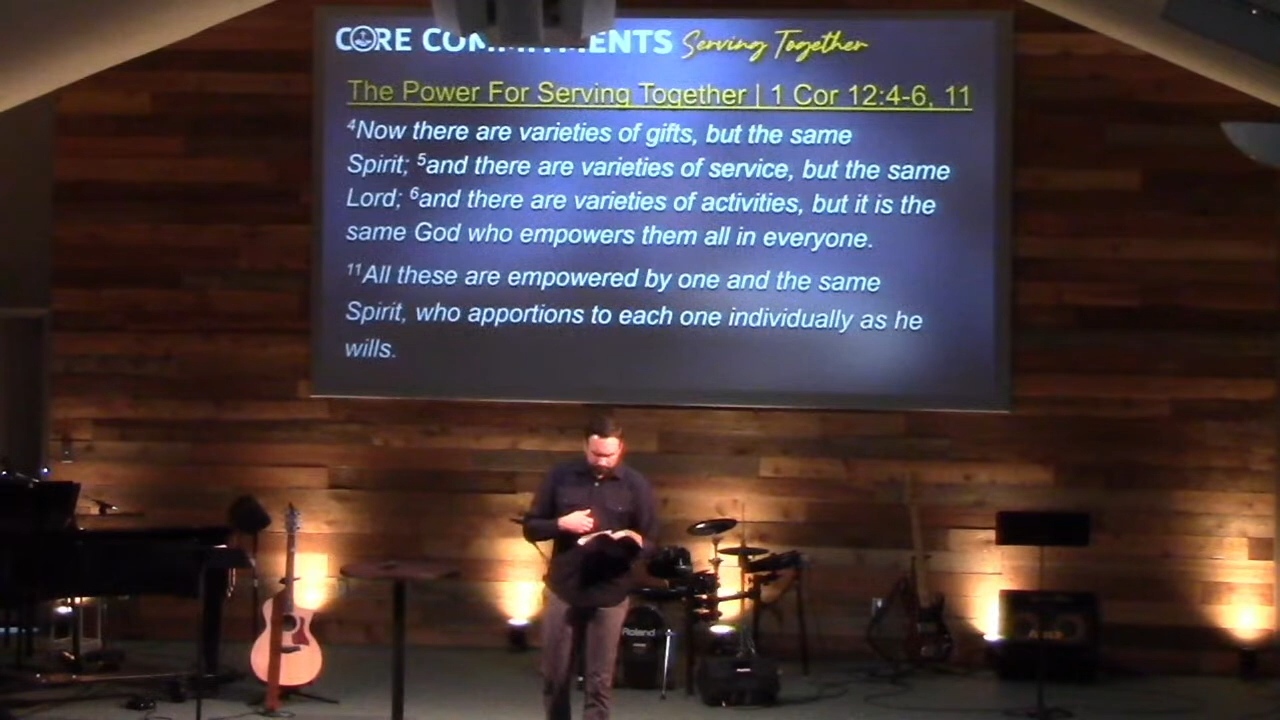 CORE COMMITMENTS Serving Together
The Power For Serving Together | 1 Cor 12:4-6, 11
4Now there are varieties of gifts, but the same
Spirit; 5and there are varieties of service, but the same
Lord; 6and there are varieties of activities, but it is the
same God who empowers them all in everyone.
11All these are empowered by one and the same
Spirit, who apportions to each one individually as he
wills.
Roland